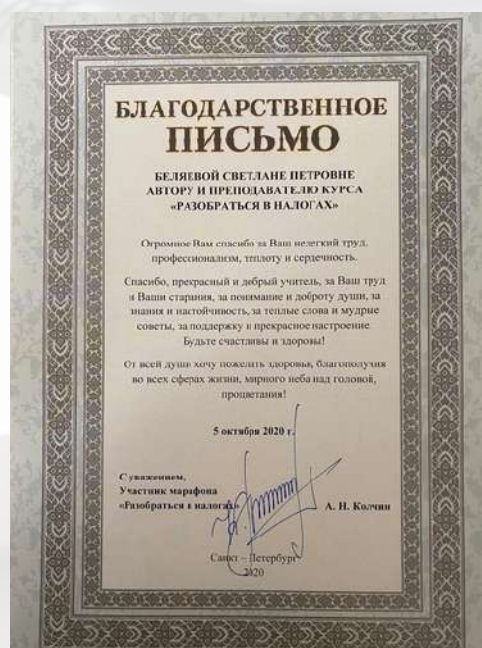 БЛАГОДАРСТВЕННОЕ
ПИСЬМО
БЕЛЯЕВОЙ СВЕТЛАНЕ ПЕТРОВНЕ
АВТОРУ И ПРЕПОДАВАТЕЛЮ КУРСА
«РАЗОБРАТЬСЯ В НАЛОГАХ»
Огромное Вам спасибо за Ваш нелегкий труд,
профессионализм, теплоту и сердечность.
Спасибо, прекрасный и добрый учитель, за Ваш труд
и Ваши старания, за понимание и доброту души, за
знания и настойчивость, за теплые слова и мудрые
советы, за поддержку и прекрасное настроение.
Будьте счастливы и здоровы!
От всей души хочу пожелать здоровья, благополучия
во всех сферах жизни, мирного неба над головой,
процветания!
5 октября 2020 г.
С уважением,
Участник марафона
«Разобраться в налогах» А. Н. Колчин
Санкт – Петербург
2020